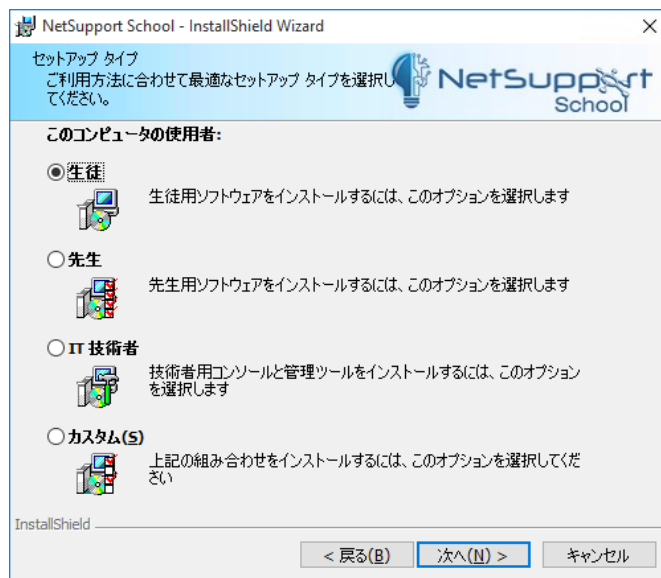 NetSupport School - InstallShield Wizard
セットアップ タイプ
ご利用方法に合わせて最適なセットアップ タイプを選択し
てください。
NetSupport
School
このコンピュータの使用者:
生徒
生徒用ソフトウェアをインストールするには、このオプションを選択します
先生
先生用ソフトウェアをインストールするには、このオプションを選択します
IT 技術者
技術者用コンソールと管理ツールをインストールするには、このオプション
を選択します
カスタム(S)
上記の組み合わせをインストールするには、このオプションを選択してくだ
さい
InstallShield
< 戻る(B)
次へ(N) >
キャンセル